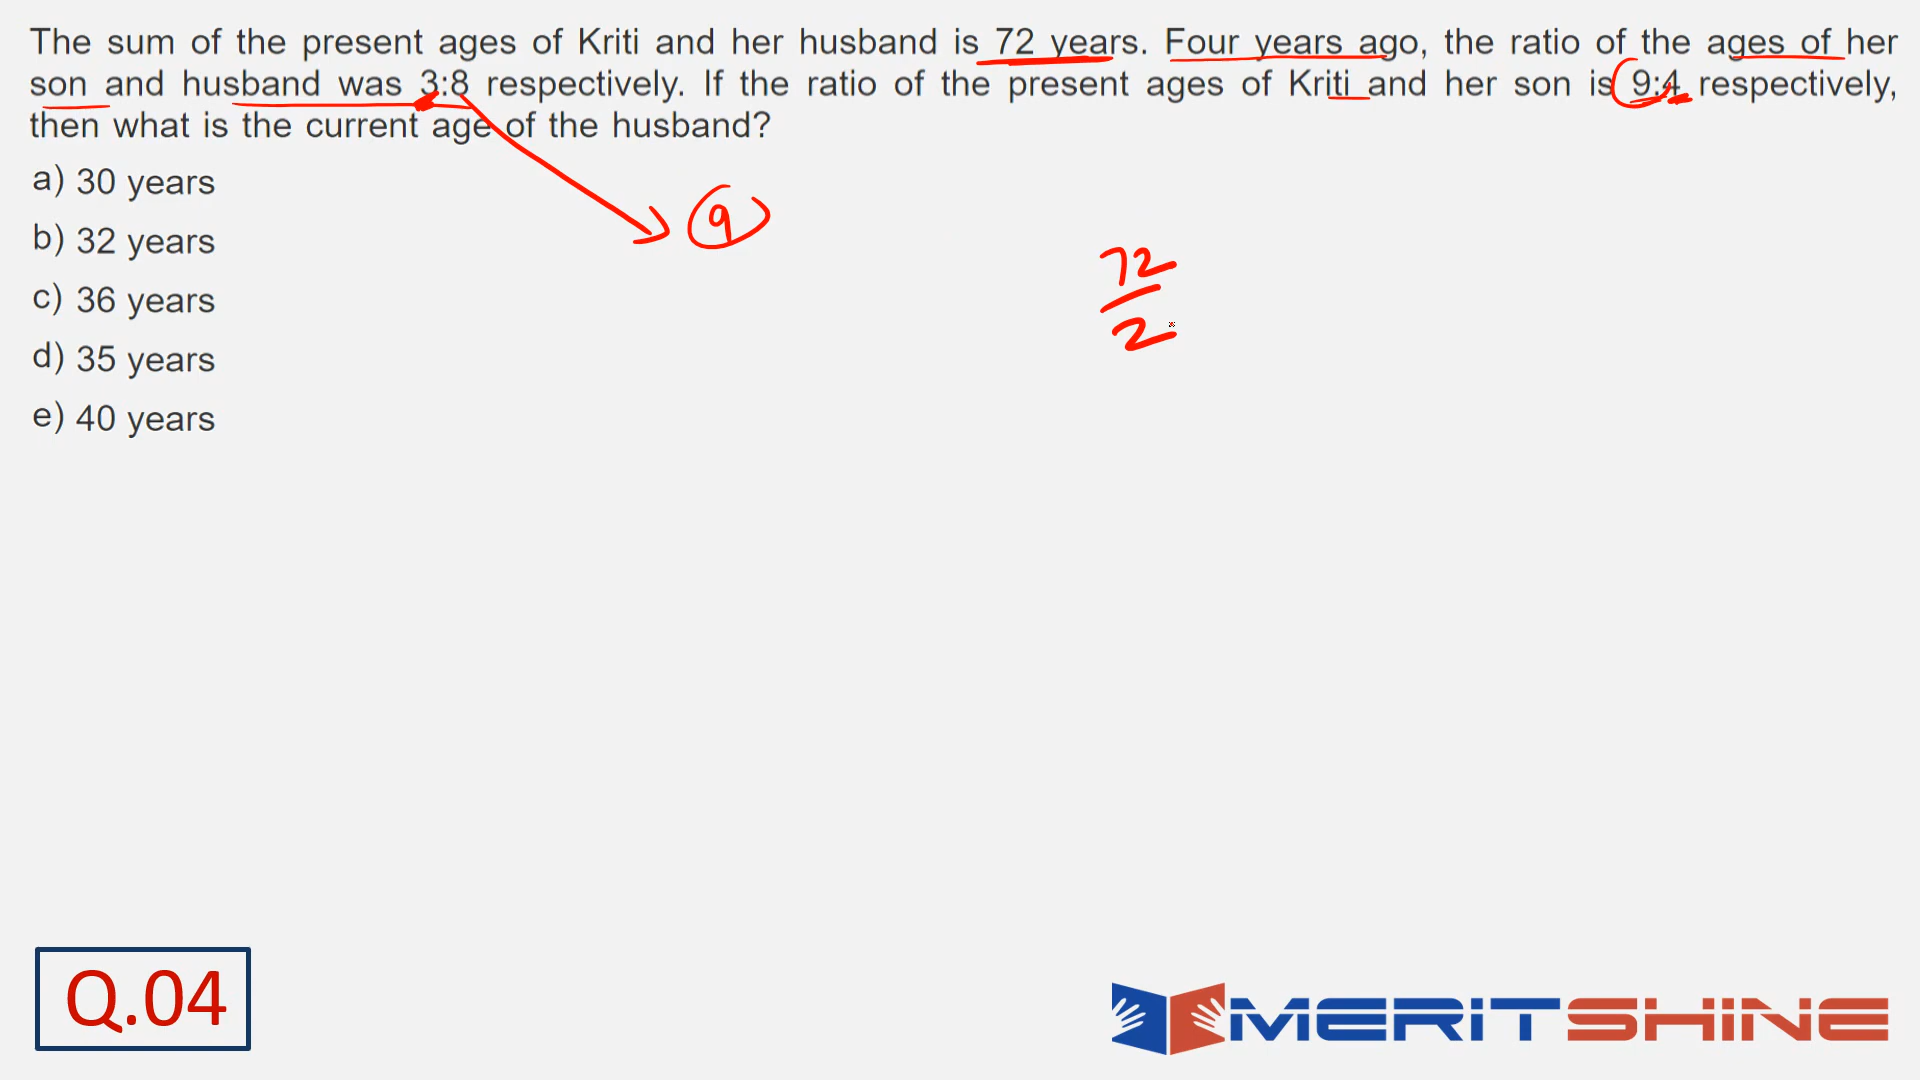 The sum of the present ages of Kriti and her husband is 72 years. Four years ago, the ratio of the ages of her
son and husband was 3:8 respectively. If the ratio of the present ages of Kriti and her son is 9:4 respectively,
then what is the current age of the husband?
a) 30 years
b) 32 years
c) 36 years
d) 35 years
e) 40 years
9
72
2
Q.04
MERITSHINE